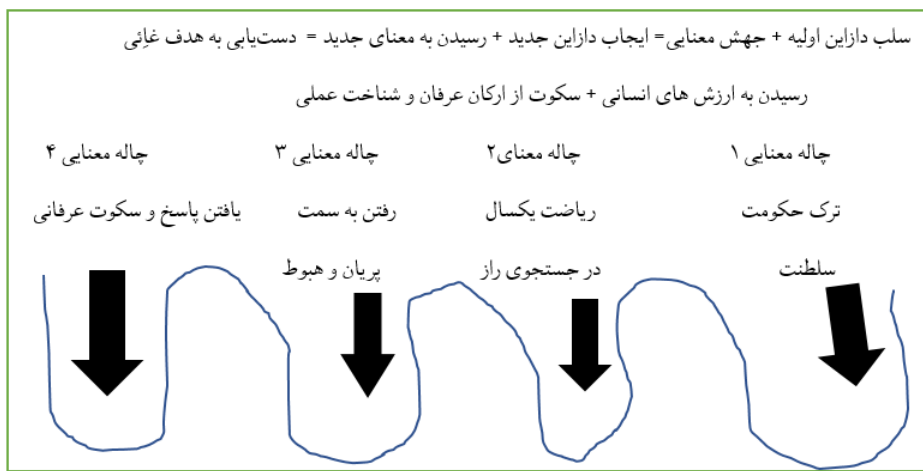 سلب دازاین اولیه + جهش معنایی= ایجاب دازاین جدید + رسیدن به معنای جدید = دست‌یابی به هدف غاٍئی
رسیدن به ارزش های انسانی + سکوت از ارکان عرفان و شناخت عملی
چاله معنایی ۱ چاله معنای۲ چاله معنایی ۳ چاله معنایی ۴
ترک حکومت ریاضت یکسال رفتن به سمت یافتن پاسخ و سکوت عرفانی
سلطنت در جستجوی راز پریان و هبوط